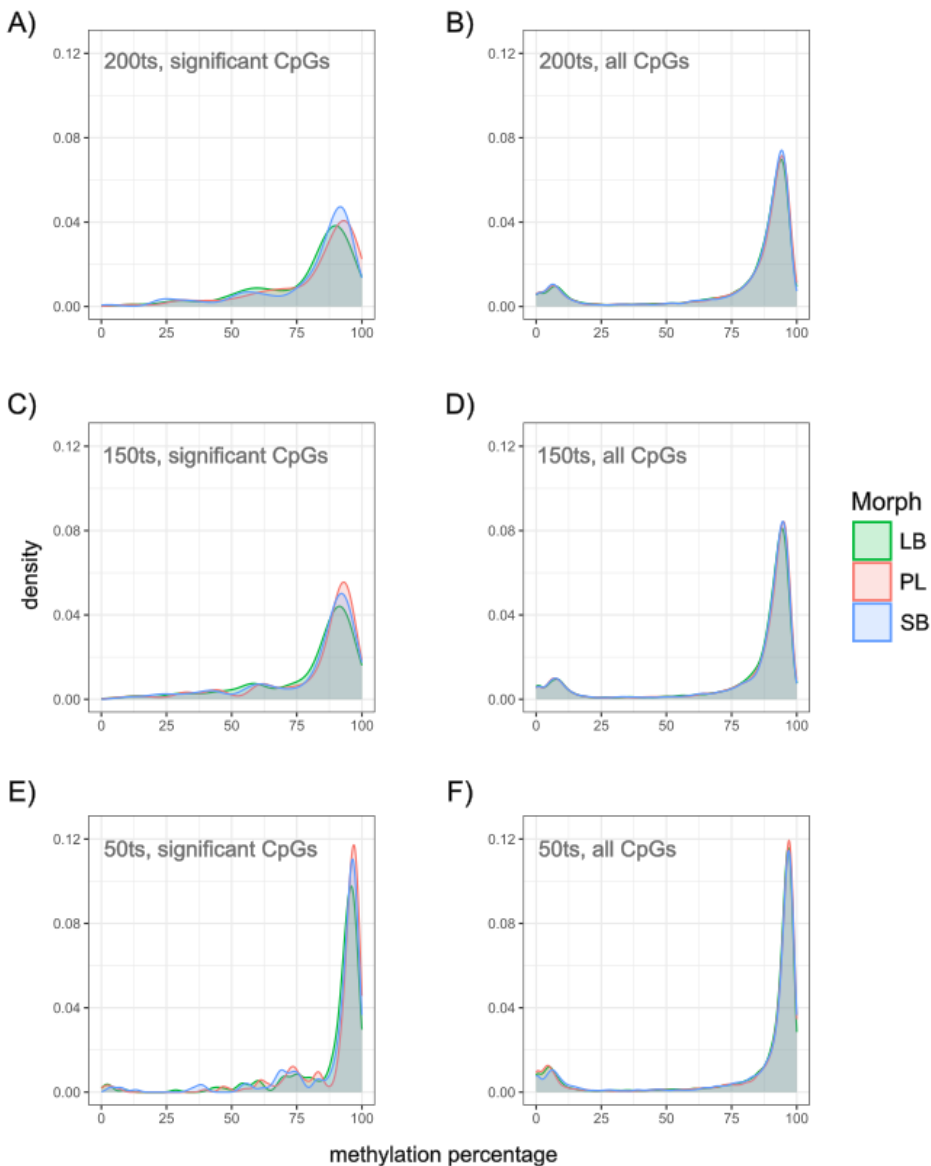 A)
200ts, significant CpGs
0.12
0.08
0.04
0.00
0 25 50 75 100
B)
200ts, all CpGs
0.12
0.08
0.04
0.00
0 25 50 75 100
C)
150ts, significant CpGs
0.12
0.08
0.04
0.00
0 25 50 75 100
D)
150ts, all CpGs
0.12
0.08
0.04
0.00
0 25 50 75 100
density
Morph
LB
PL
SB
E)
50ts, significant CpGs
0.12
0.08
0.04
0.00
0 25 50 75 100
F)
50ts, all CpGs
0.12
0.08
0.04
0.00
0 25 50 75 100
methylation percentage